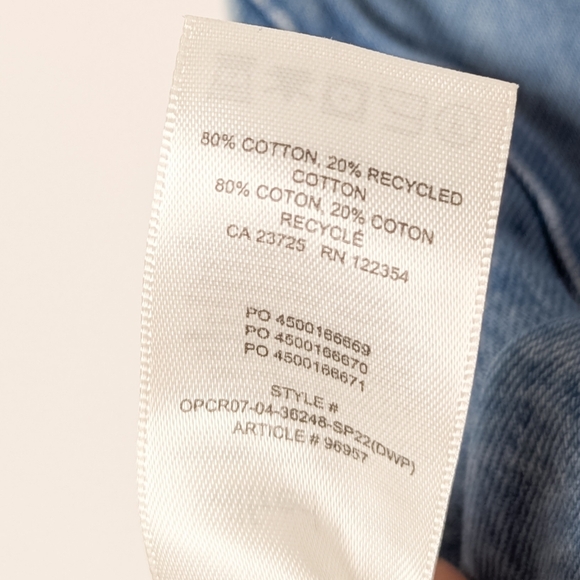 80% COTTON, 20% RECYCLED
COTTON
80% COTON, 20% COTON
RECYCLÉ
CA 23725 RN 122354
PO 4500166669
PO 4500166670
PO 4500166671
STYLE #
OPCR07-04-36248-SP22(DWP)
ARTICLE # 96957